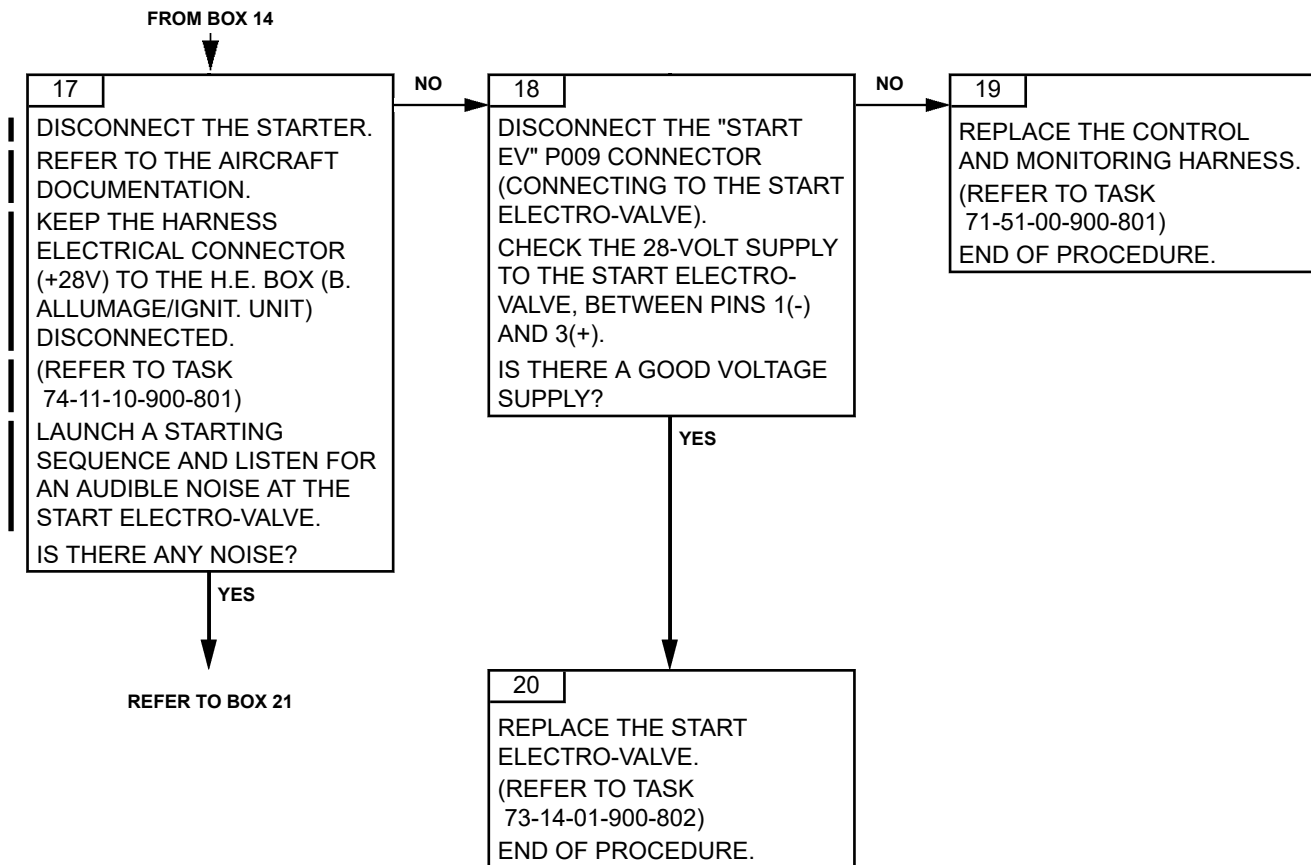 FROM BOX 14
17
DISCONNECT THE STARTER.
REFER TO THE AIRCRAFT
DOCUMENTATION.
KEEP THE HARNESS
ELECTRICAL CONNECTOR
(+28V) TO THE H.E. BOX (B.
ALLUMAGE/IGNIT. UNIT)
DISCONNECTED.
(REFER TO TASK
74-11-10-900-801)
LAUNCH A STARTING
SEQUENCE AND LISTEN FOR
AN AUDIBLE NOISE AT THE
START ELECTRO-VALVE.
IS THERE ANY NOISE?
NO
YES
REFER TO BOX 21
18
DISCONNECT THE "START
EV" P009 CONNECTOR
(CONNECTING TO THE START
ELECTRO-VALVE).
CHECK THE 28-VOLT SUPPLY
TO THE START ELECTRO-
VALVE, BETWEEN PINS 1(-)
AND 3(+).
IS THERE A GOOD VOLTAGE
SUPPLY?
NO
YES
19
REPLACE THE CONTROL
AND MONITORING HARNESS.
(REFER TO TASK
71-51-00-900-801)
END OF PROCEDURE.
20
REPLACE THE START
ELECTRO-VALVE.
(REFER TO TASK
73-14-01-900-802)
END OF PROCEDURE.